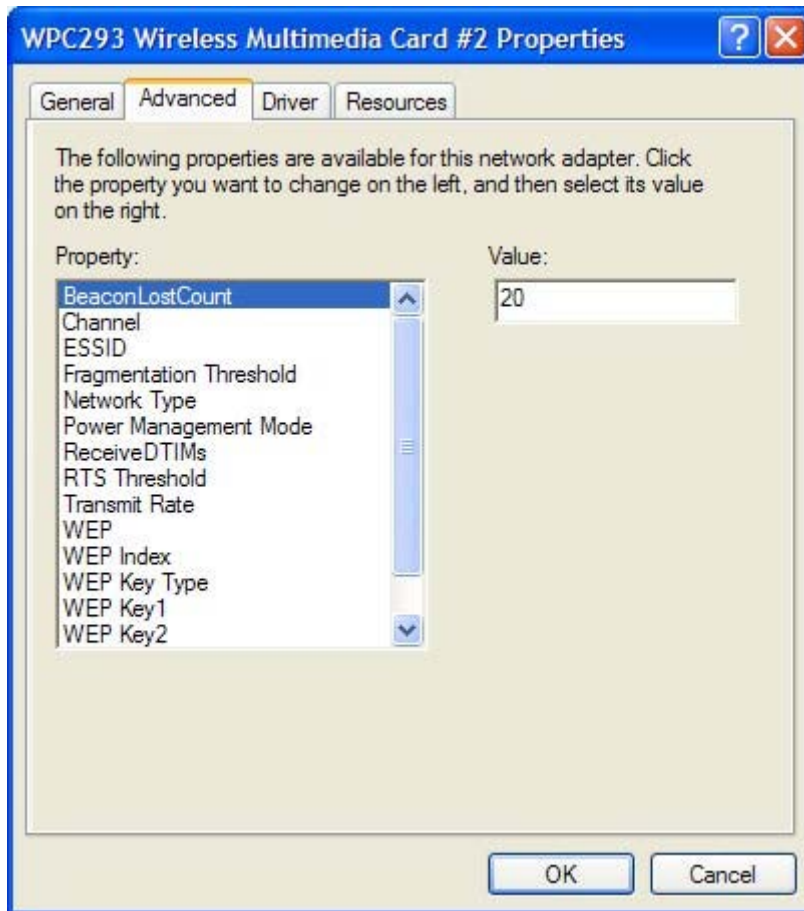 WPC293 Wireless Multimedia Card #2 Properties
General Advanced Driver Resources
The following properties are available for this network adapter. Click
the property you want to change on the left, and then select its value
on the right.
Property:
Value:
BeaconLostCount
20
Channel
ESSID
Fragmentation Threshold
Network Type
Power Management Mode
ReceiveDTIMs
RTS Threshold
Transmit Rate
WEP
WEP Index
WEP Key Type
WEP Key1
WEP Key2
OK Cancel